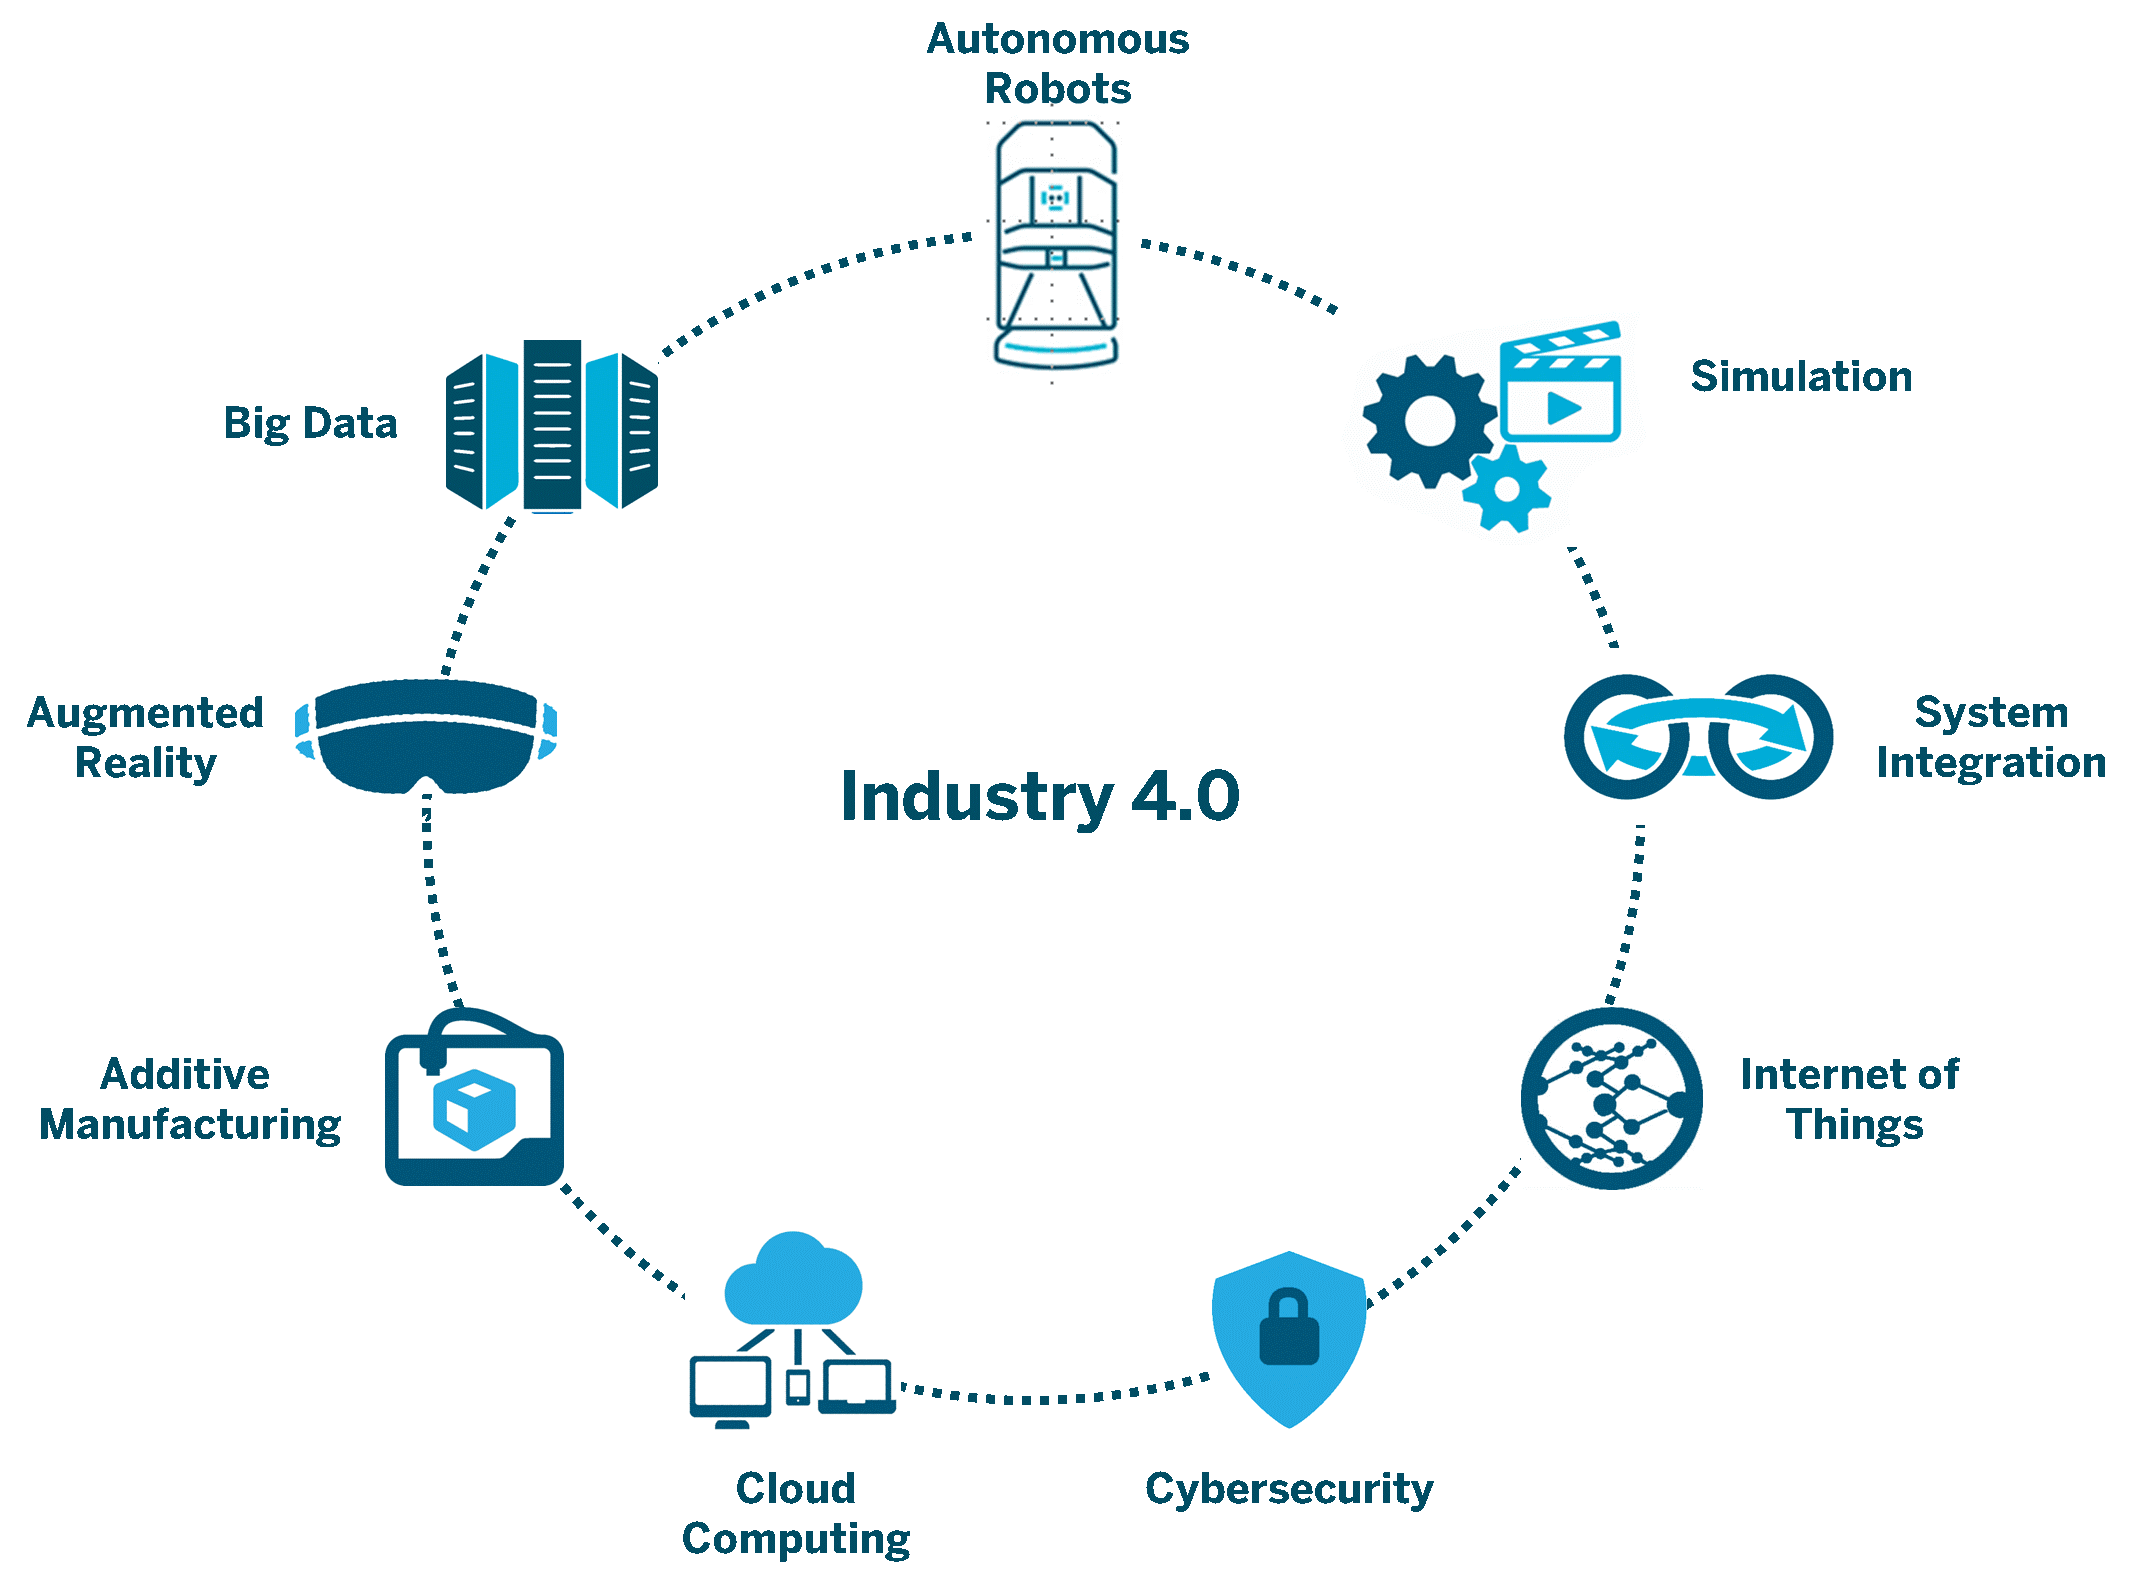 Autonomous
Robots
Simulation
Big Data
System
Integration
Augmented
Reality
Industry 4.0
Internet of
Things
Additive
Manufacturing
Cybersecurity
Cloud
Computing